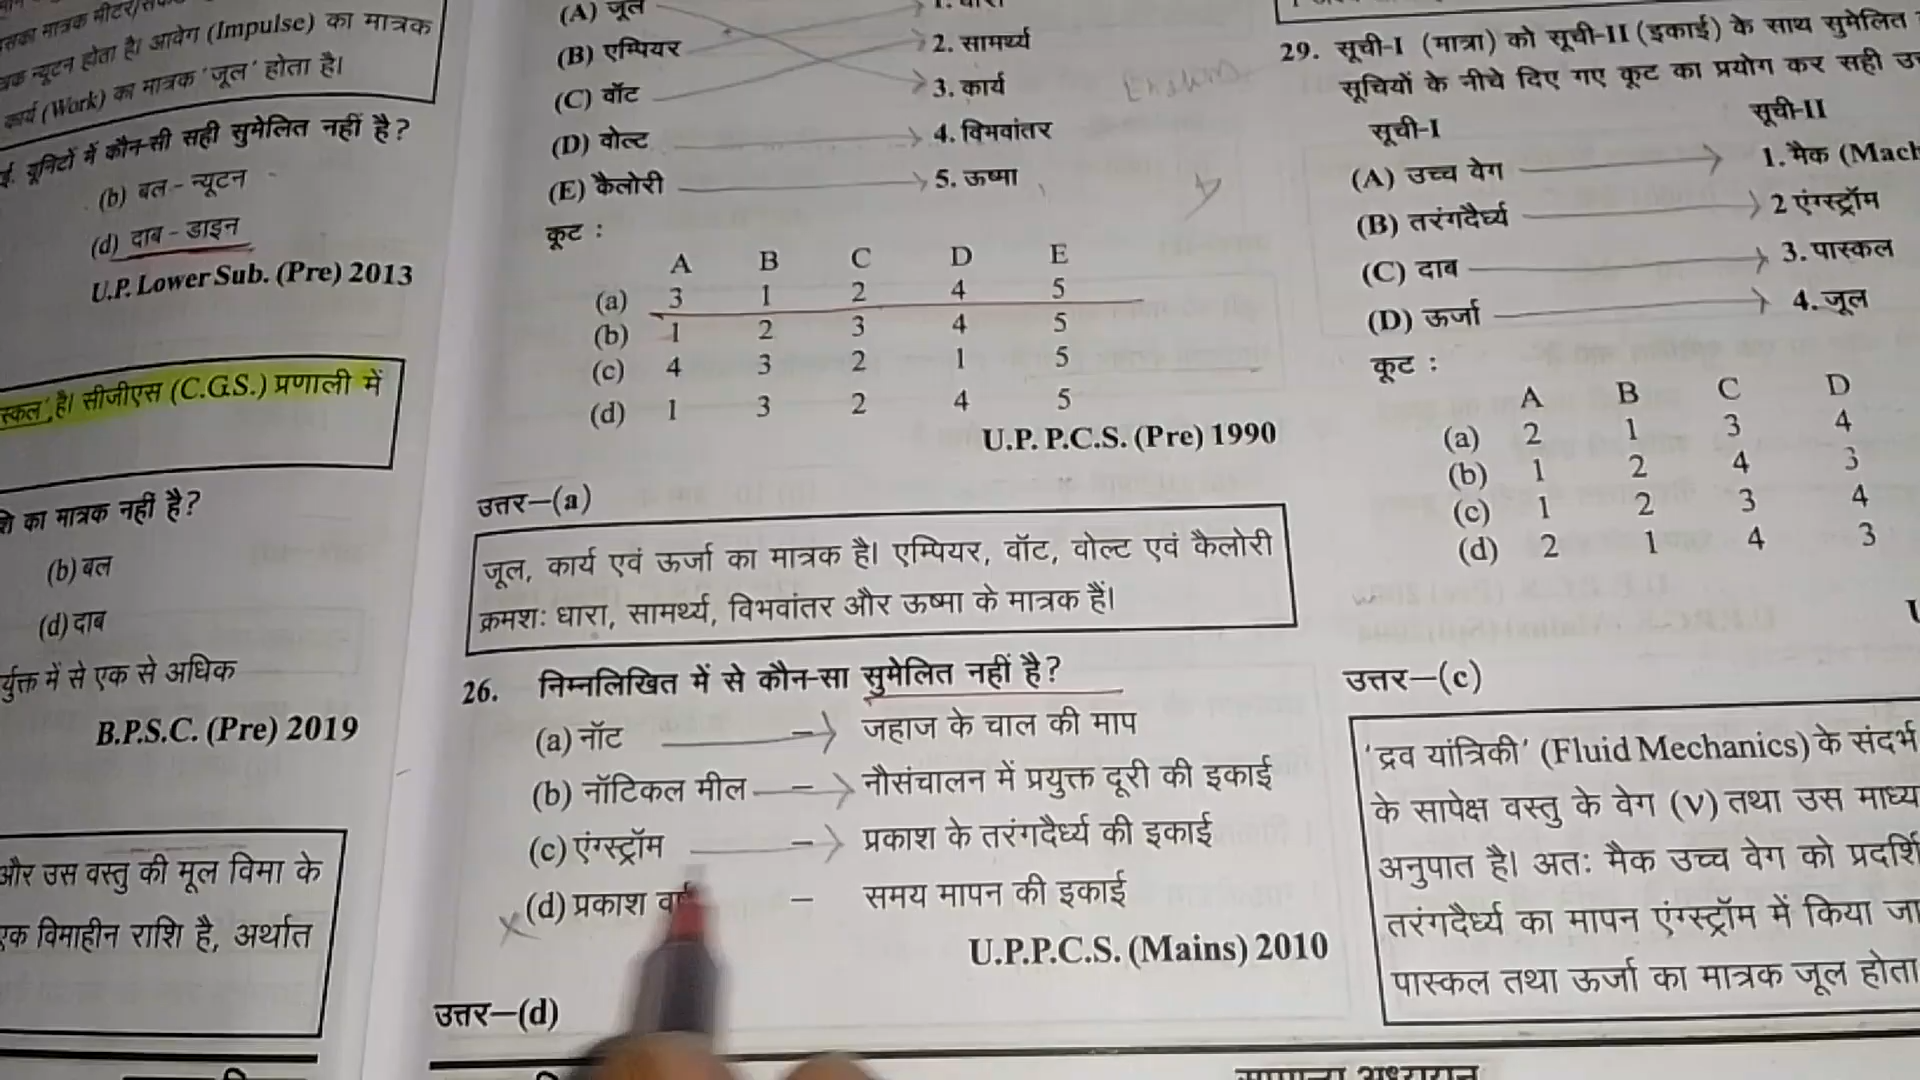 कार्य (Work) का मात्रक 'जूल' होता है।
न्यूटन होता है। आवेग (Impulse) का मात्रक
यूनिटों में कौन-सी सही सुमेलित नहीं है?
(b) बल - न्यूटन
(d) दाब - डाइन
U.P. Lower Sub. (Pre) 2013
है। सीजीएस (C.G.S.) प्रणाली में
का मात्रक नहीं है?
(b) बल
(d) दाब
में से एक से अधिक
B.P.S.C. (Pre) 2019
और उस वस्तु की मूल विमा के
एक विमाहीन राशि है, अर्थात
(A) जूल
(B) एम्पियर 2. सामर्थ्य
(C) वॉट 3. कार्य
(D) वोल्ट 4. विभवांतर
(E) कैलोरी 5. ऊष्मा
कूट :
A B C D E
(a) 3 1 2 4 5
(b) 1 2 3 4 5
(c) 4 3 2 1 5
(d) 1 3 2 4 5
U.P. P.C.S. (Pre) 1990
उत्तर—(a)
जूल, कार्य एवं ऊर्जा का मात्रक है। एम्पियर, वॉट, वोल्ट एवं कैलोरी
क्रमशः धारा, सामर्थ्य, विभवांतर और ऊष्मा के मात्रक हैं।
26. निम्नलिखित में से कौन-सा सुमेलित नहीं है?
(a) नॉट – जहाज के चाल की माप
(b) नॉटिकल मील – नौसंचालन में प्रयुक्त दूरी की इकाई
(c) एंग्स्ट्रॉम – प्रकाश के तरंगदैर्ध्य की इकाई
(d) प्रकाश – समय मापन की इकाई
U.P.P.C.S. (Mains) 2010
उत्तर—(d)
29. सूची-I (मात्रा) को सूची-II (इकाई) के साथ सुमेलित
सूचियों के नीचे दिए गए कूट का प्रयोग कर सही
सूची-I सूची-II
(A) उच्च वेग 1. मैक (Mach
(B) तरंगदैर्ध्य 2 एंग्स्ट्रॉम
(C) दाब 3. पास्कल
(D) ऊर्जा 4. जूल
कूट :
A B C D
(a) 2 1 3 4
(b) 1 2 4 3
(c) 1 2 3 4
(d) 2 1 4 3
उत्तर—(c)
'द्रव यांत्रिकी' (Fluid Mechanics) के संदर्भ
के सापेक्ष वस्तु के वेग (v) तथा उस
अनुपात है। अतः मैक उच्च वेग को
तरंगदैर्ध्य का मापन एंग्स्ट्रॉम में किया
पास्कल तथा ऊर्जा का मात्रक जूल होता